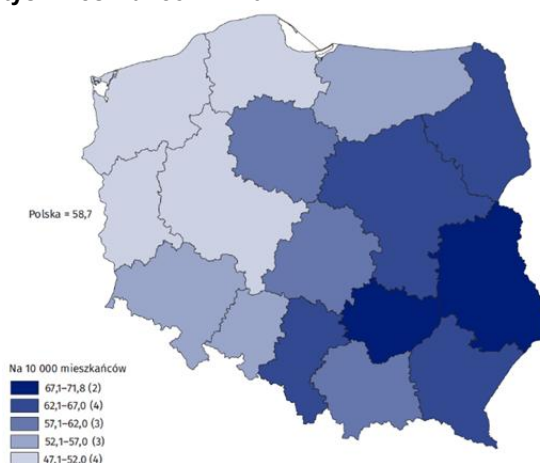 Polska = 58,7
Na 10 000 mieszkańców
67,1–71,8 (2)
62,1–67,0 (4)
57,1–62,0 (3)
52,1–57,0 (3)
47,1–52,0 (4)